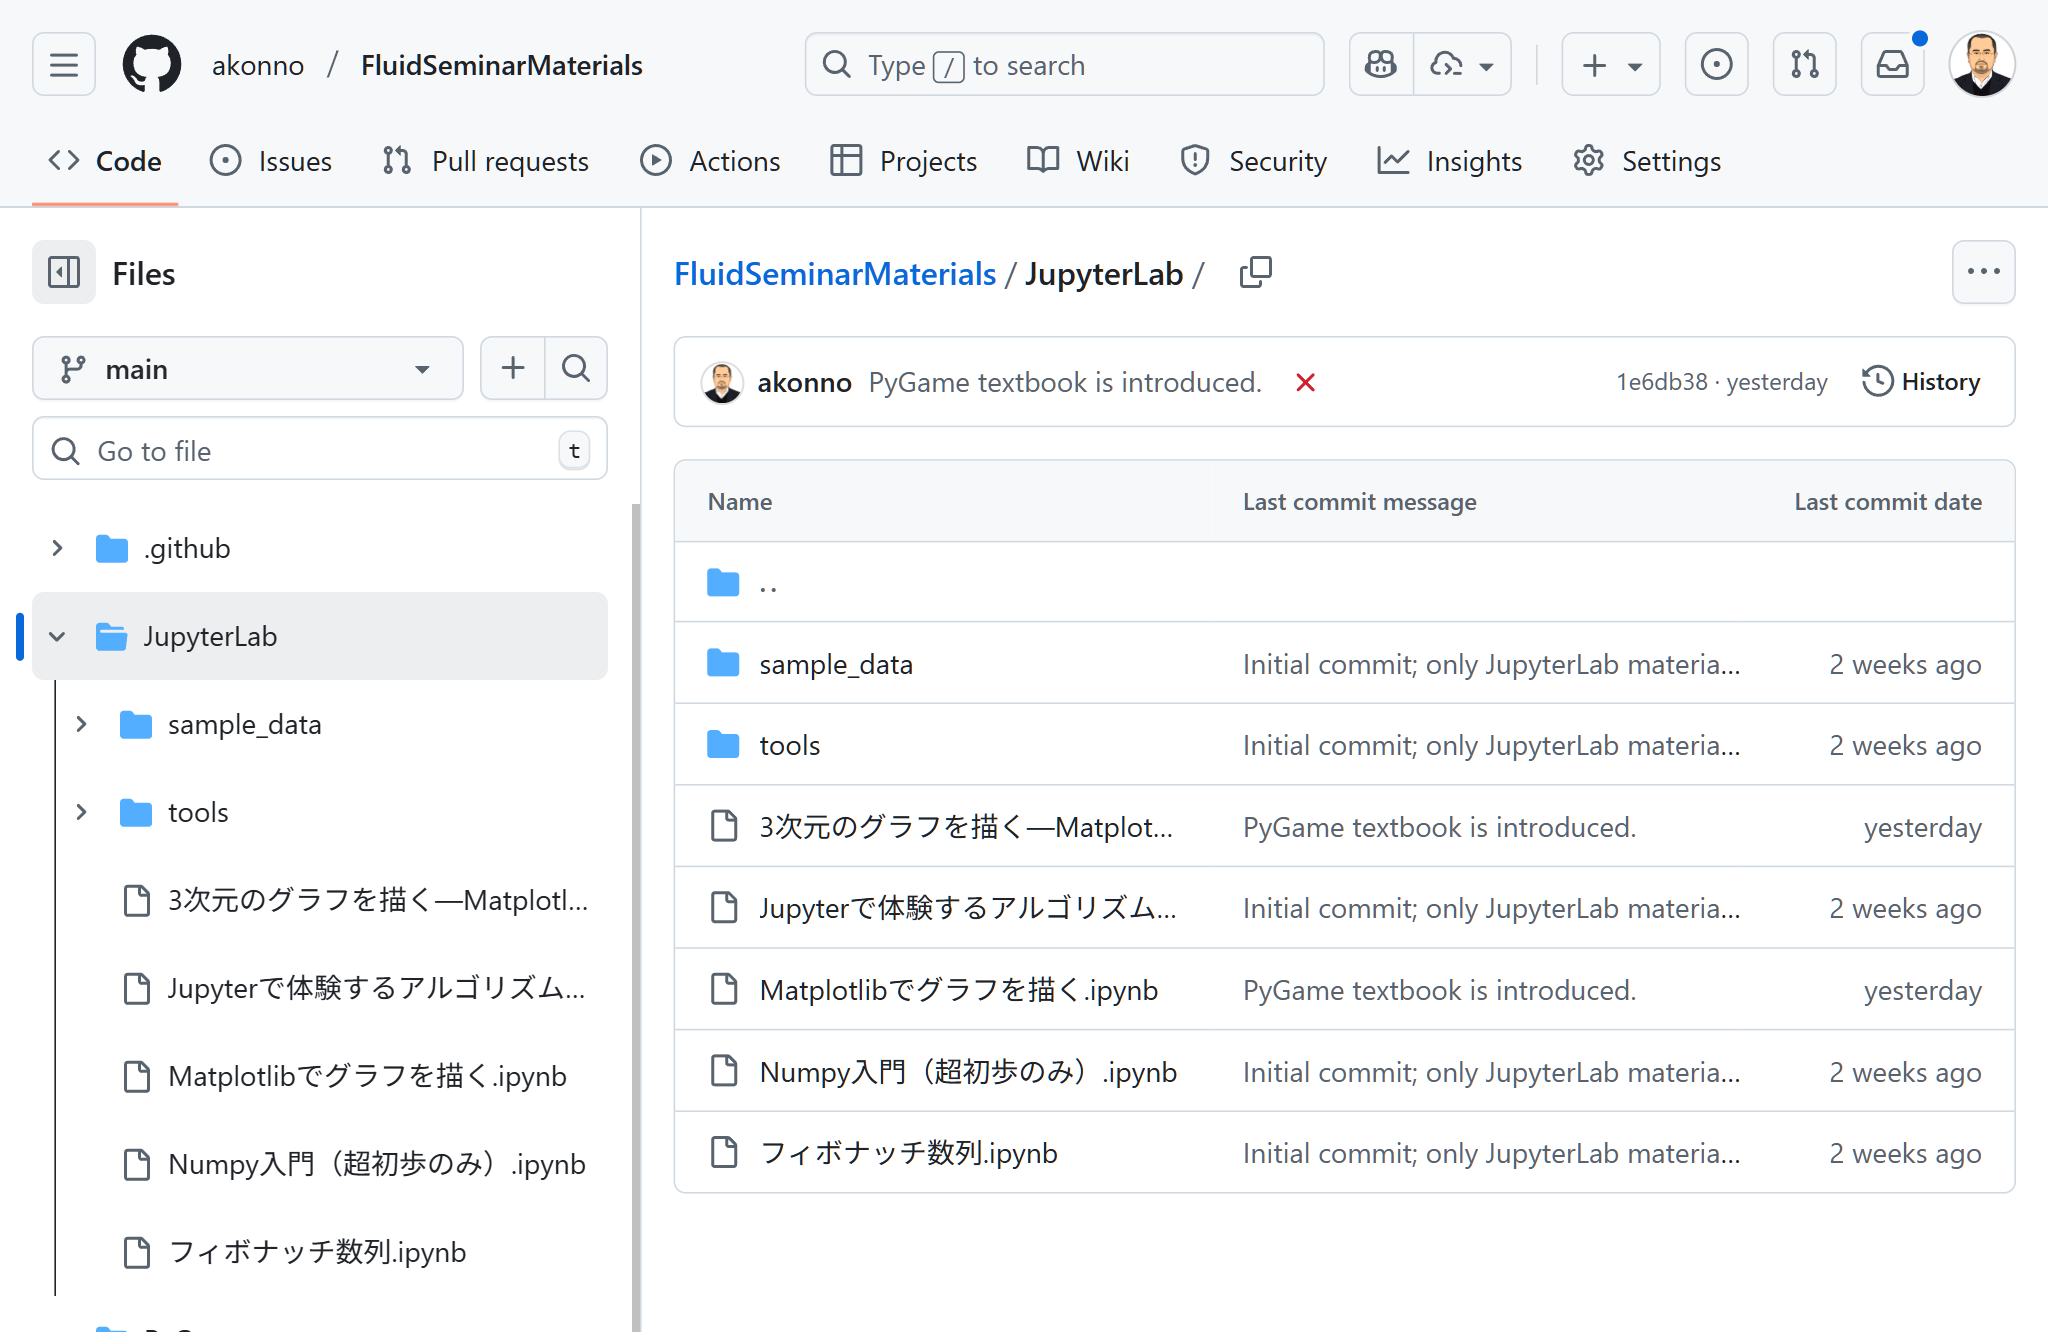 akonno / FluidSeminarMaterials
Type / to search
Code
Issues
Pull requests
Actions
Projects
Wiki
Security
Insights
Settings
Files
main
Go to file
t
.github
JupyterLab
sample_data
tools
3次元のグラフを描く—Matplotl...
Jupyterで体験するアルゴリズム...
Matplotlibでグラフを描く.ipynb
Numpy入門（超初歩のみ）.ipynb
フィボナッチ数列.ipynb
FluidSeminarMaterials / JupyterLab /
akonno PyGame textbook is introduced.
1e6db38 · yesterday
History
Name Last commit message Last commit date
..
sample_data Initial commit; only JupyterLab materia... 2 weeks ago
tools Initial commit; only JupyterLab materia... 2 weeks ago
3次元のグラフを描く—Matplot... PyGame textbook is introduced. yesterday
Jupyterで体験するアルゴリズム... Initial commit; only JupyterLab materia... 2 weeks ago
Matplotlibでグラフを描く.ipynb PyGame textbook is introduced. yesterday
Numpy入門（超初歩のみ）.ipynb Initial commit; only JupyterLab materia... 2 weeks ago
フィボナッチ数列.ipynb Initial commit; only JupyterLab materia... 2 weeks ago